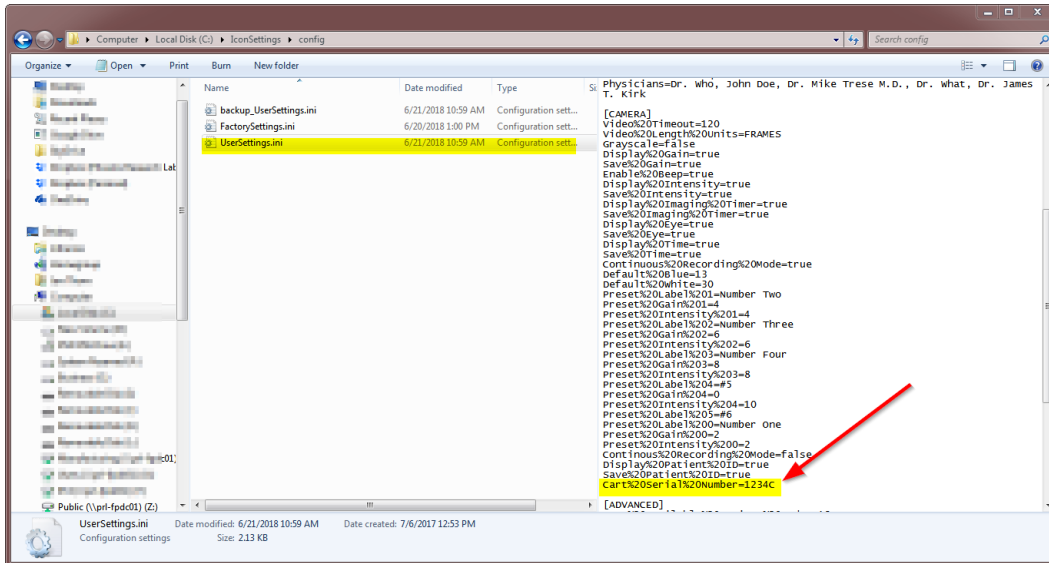 Computer ▸ Local Disk (C:) ▸ IconSettings ▸ config
Search config
Organize ▾ Open ▾ Print Burn New folder
Name Date modified Type Si
backup_UserSettings.ini 6/21/2018 10:59 AM Configuration sett...
FactorySettings.ini 6/20/2018 1:00 PM Configuration sett...
UserSettings.ini 6/21/2018 10:59 AM Configuration sett...
Lab
01)
Public (\\prl-fpdc01) (Z:)
Physicians=Dr. Who, John Doe, Dr. Mike Trese M.D., Dr. What, Dr. James
T. Kirk
[CAMERA]
Video%20Timeout=120
Video%20Length%20Units=FRAMES
Grayscale=false
Display%20Gain=true
Save%20Gain=true
Enable%20Beep=true
Display%20Intensity=true
Save%20Intensity=true
Display%20Imaging%20Timer=true
Save%20Imaging%20Timer=true
Display%20Eye=true
Save%20Eye=true
Display%20Time=true
Save%20Time=true
Continuous%20Recording%20Mode=true
Default%20Blue=13
Default%20White=30
Preset%20Label%201=Number Two
Preset%20Gain%201=4
Preset%20Intensity%201=4
Preset%20Label%202=Number Three
Preset%20Gain%202=6
Preset%20Intensity%202=6
Preset%20Label%203=Number Four
Preset%20Gain%203=8
Preset%20Intensity%203=8
Preset%20Label%204=#5
Preset%20Gain%204=0
Preset%20Intensity%204=10
Preset%20Label%205=#6
Preset%20Label%200=Number One
Preset%20Gain%200=2
Preset%20Intensity%200=2
Continous%20Recording%20Mode=false
Display%20Patient%20ID=true
Save%20Patient%20ID=true
Cart%20Serial%20Number=1234C
[ADVANCED]
UserSettings.ini Date modified: 6/21/2018 10:59 AM Date created: 7/6/2017 12:53 PM
Configuration settings Size: 2.13 KB